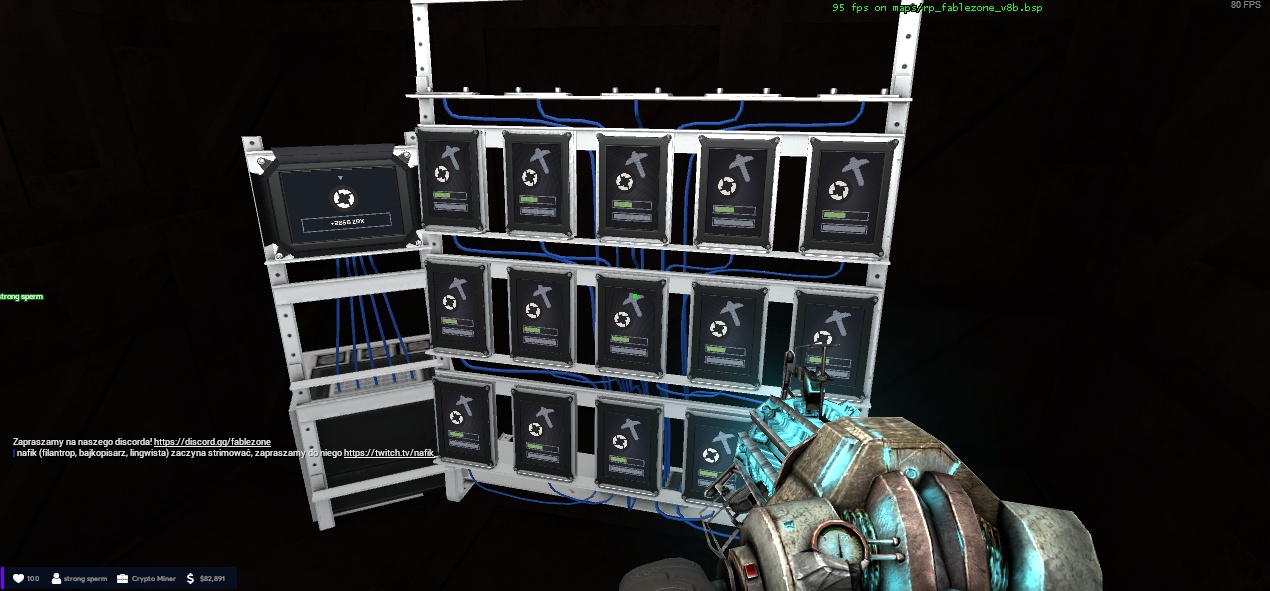 95 fps on maps/rp_fablezone_v8b.bsp
80 FPS
strong sperm
Zapraszamy na naszego discorda! https://discord.gg/fablezone
nafik (filantrop, bajkopisarz, lingwista) zaczyna strimować, zapraszamy do niego https://twitch.tv/nafik
100
strong sperm
Crypto Miner
$82,891